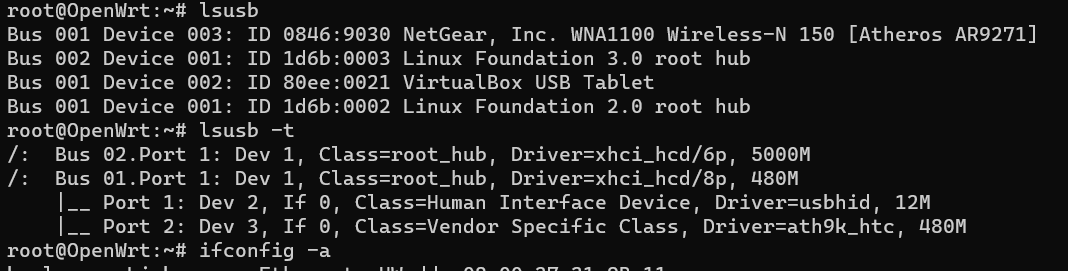 root@OpenWrt:~# lsusb
Bus 001 Device 003: ID 0846:9030 NetGear, Inc. WNA1100 Wireless-N 150 [Atheros AR9271]
Bus 002 Device 001: ID 1d6b:0003 Linux Foundation 3.0 root hub
Bus 001 Device 002: ID 80ee:0021 VirtualBox USB Tablet
Bus 001 Device 001: ID 1d6b:0002 Linux Foundation 2.0 root hub
root@OpenWrt:~# lsusb -t
/:  Bus 02.Port 1: Dev 1, Class=root_hub, Driver=xhci_hcd/6p, 5000M
/:  Bus 01.Port 1: Dev 1, Class=root_hub, Driver=xhci_hcd/8p, 480M
    |__ Port 1: Dev 2, If 0, Class=Human Interface Device, Driver=usbhid, 12M
    |__ Port 2: Dev 3, If 0, Class=Vendor Specific Class, Driver=ath9k_htc, 480M
root@OpenWrt:~# ifconfig -a